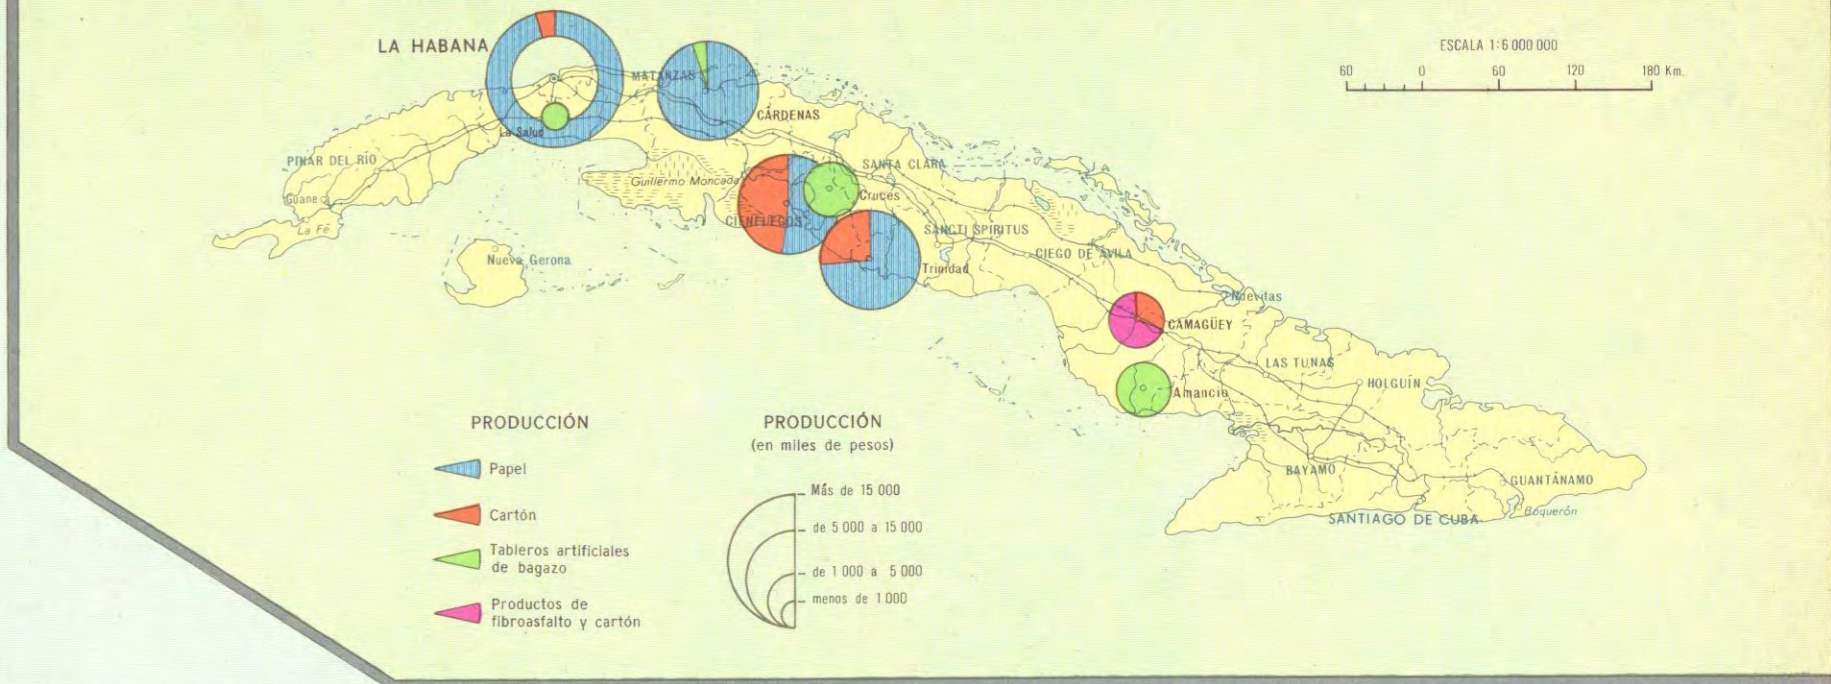 LA HABANA
MATANZAS
CÁRDENAS
La Salud
PINAR DEL RÍO
Guane
La Fé
Nueva Gerona
Guillermo Moncada
CIENFUEGOS
SANTA CLARA
Cruces
SANCTI SPÍRITUS
Trinidad
CIEGO DE ÁVILA
Nuevitas
CAMAGÜEY
LAS TUNAS
HOLGUÍN
Amancio
BAYAMO
GUANTÁNAMO
SANTIAGO DE CUBA
Boquerón
ESCALA 1:6 000 000
60 0 60 120 180 Km.
PRODUCCIÓN
Papel
Cartón
Tableros artificiales
de bagazo
Productos de
fibroasfalto y cartón
PRODUCCIÓN
(en miles de pesos)
Más de 15 000
de 5 000 a 15 000
de 1 000 a 5 000
menos de 1 000